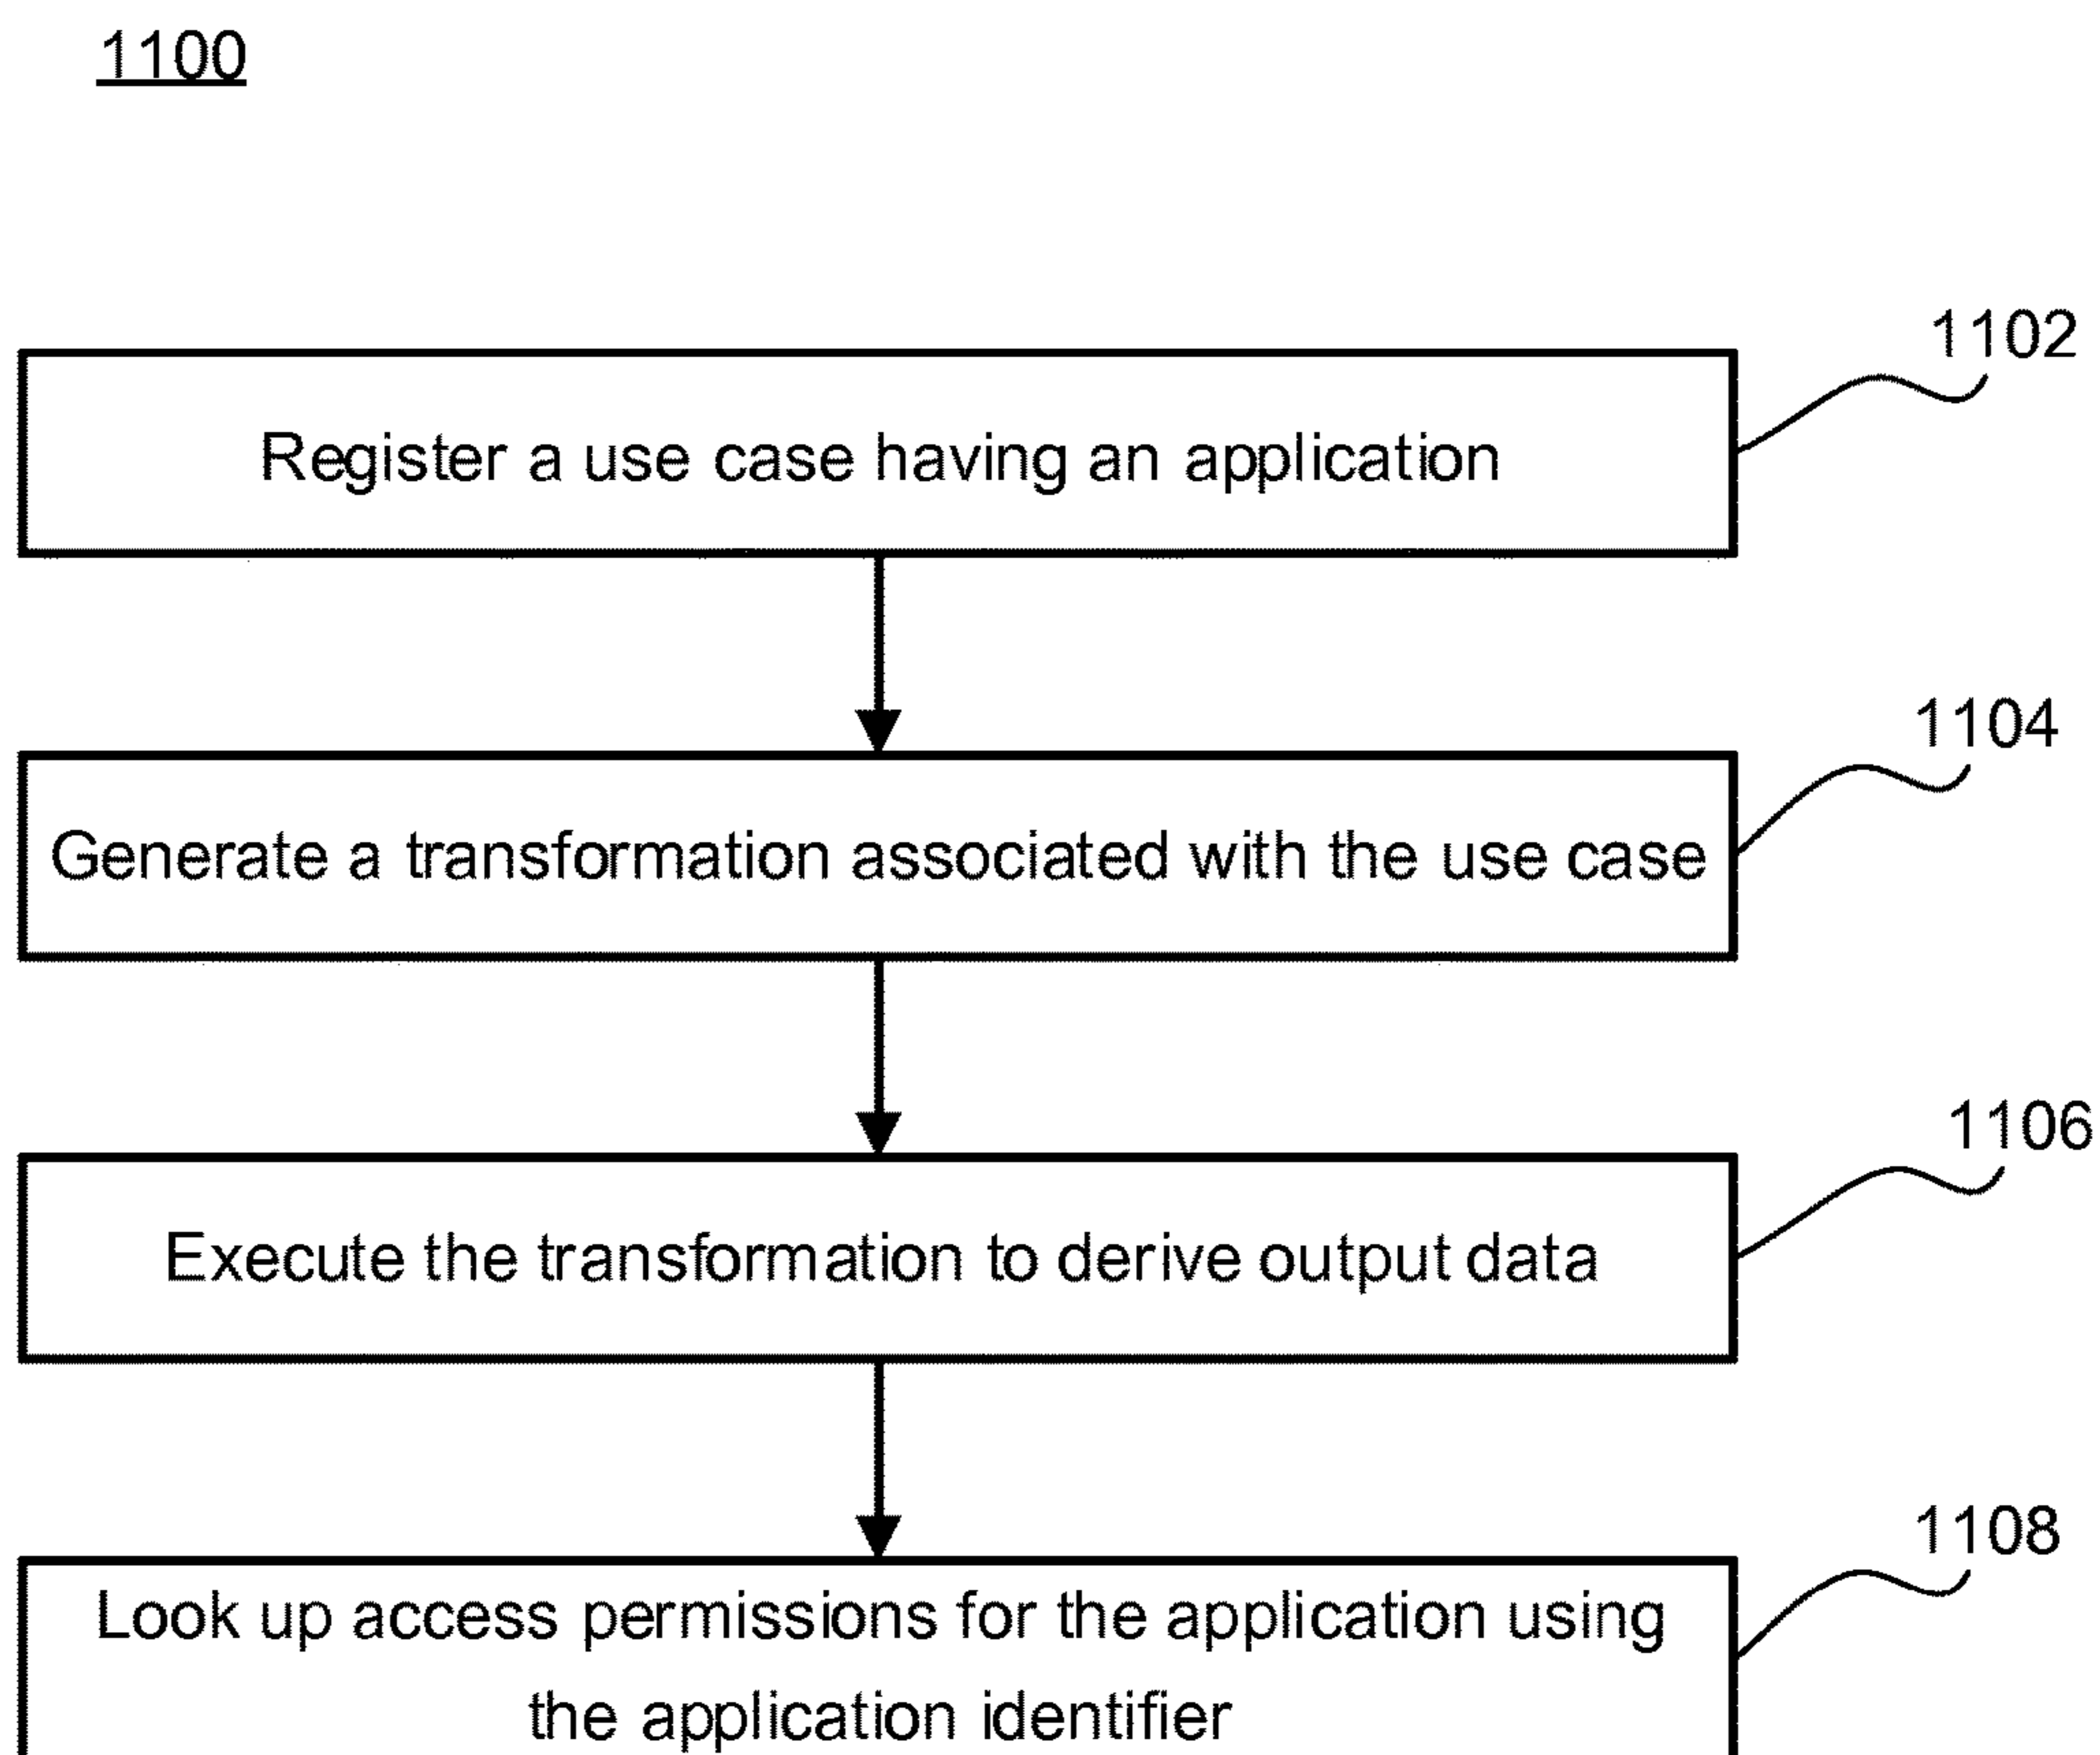 1100
1102
Register a use case having an application
1104
Generate a transformation associated with the use case
1106
Execute the transformation to derive output data
1108
Look up access permissions for the application using
the application identifier